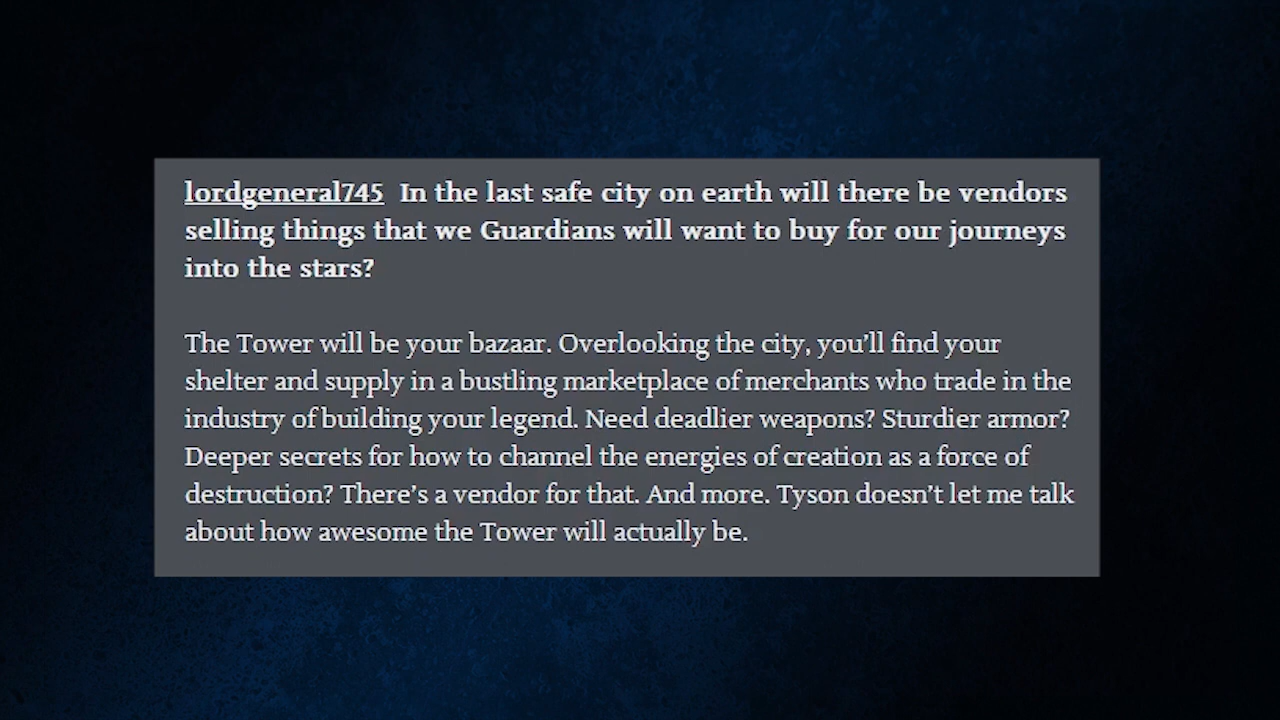 lordgeneral745 In the last safe city on earth will there be vendors
selling things that we Guardians will want to buy for our journeys
into the stars?
The Tower will be your bazaar. Overlooking the city, you’ll find your
shelter and supply in a bustling marketplace of merchants who trade in the
industry of building your legend. Need deadlier weapons? Sturdier armor?
Deeper secrets for how to channel the energies of creation as a force of
destruction? There’s a vendor for that. And more. Tyson doesn’t let me talk
about how awesome the Tower will actually be.